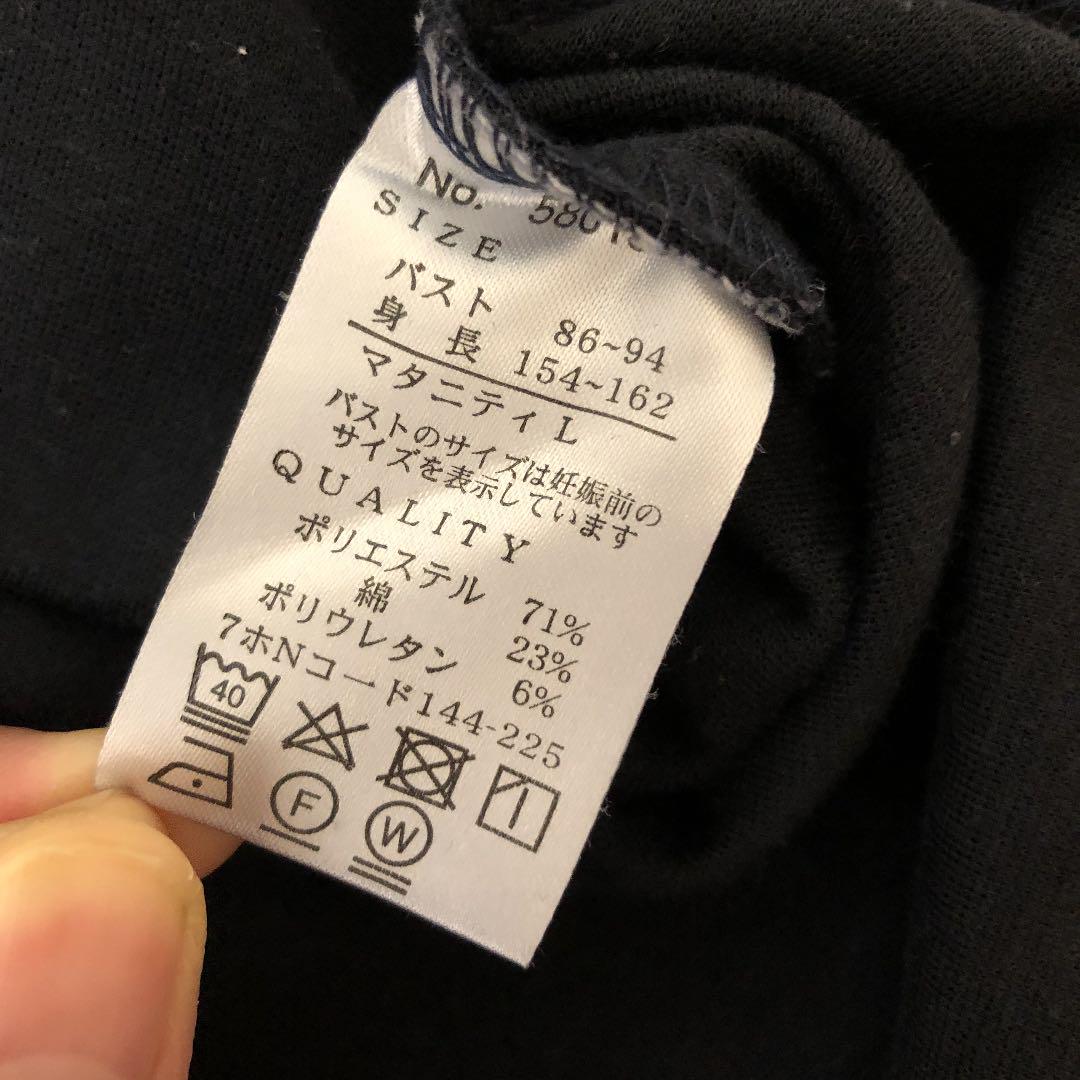 No.
SIZE
バスト 86~94
身 長 154~162
マタニティ L
バストのサイズは妊娠前の
サイズを表示しています
QUALITY
ポリエステル 71%
綿 23%
ポリウレタン 6%
7ホNコード144-225
40
F W